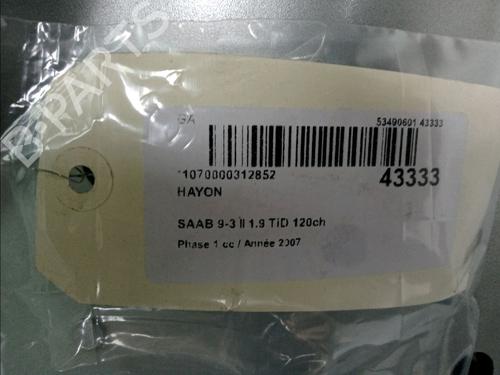 B-PARTS
GA 53490601 43333
*1070000312852 43333
HAYON
SAAB 9-3 II 1.9 TiD 120ch
Phase 1 cc / Année 2007